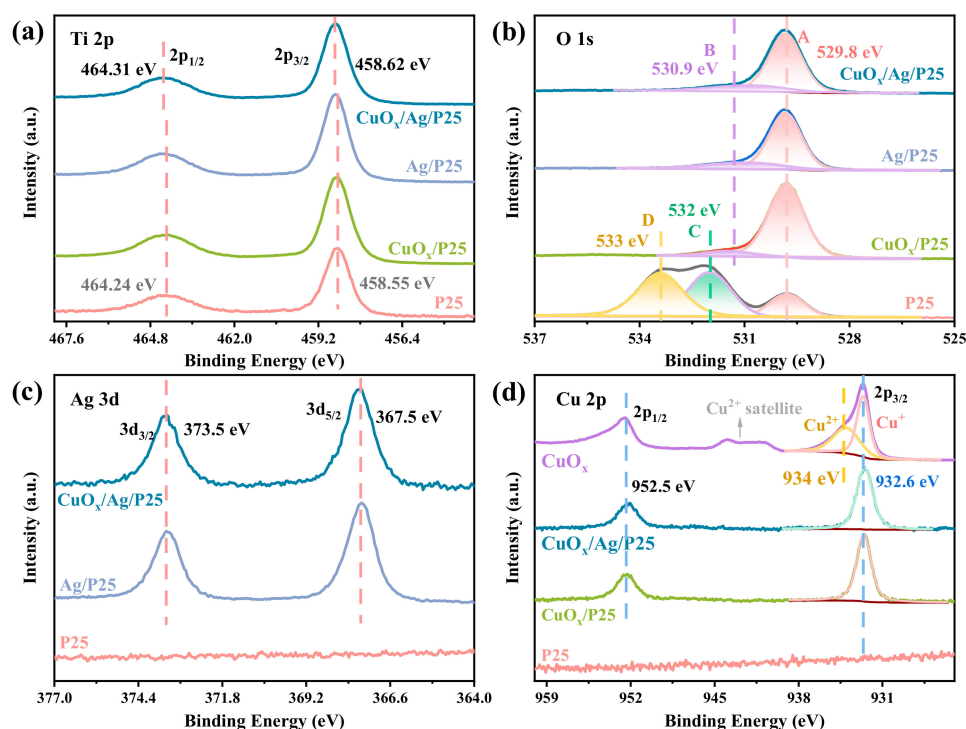 (a)
Ti 2p
464.31 eV
2p1/2
2p3/2
458.62 eV
CuOx/Ag/P25
Ag/P25
CuOx/P25
464.24 eV
458.55 eV
P25
467.6 464.8 462.0 459.2 456.4
Binding Energy (eV)
Intensity (a.u.)
(b)
O 1s
B
530.9 eV
A
529.8 eV
CuOx/Ag/P25
Ag/P25
D
533 eV
532 eV
C
CuOx/P25
P25
537 534 531 528 525
Binding Energy (eV)
Intensity (a.u.)
(c)
Ag 3d
3d3/2
373.5 eV
3d5/2
367.5 eV
CuOx/Ag/P25
Ag/P25
P25
377.0 374.4 371.8 369.2 366.6 364.0
Binding Energy (eV)
Intensity (a.u.)
(d)
Cu 2p
2p1/2
Cu2+ satellite
2p3/2
Cu2+
Cu+
CuOx
934 eV
932.6 eV
952.5 eV
CuOx/Ag/P25
CuOx/P25
P25
959 952 945 938 931
Binding Energy (eV)
Intensity (a.u.)